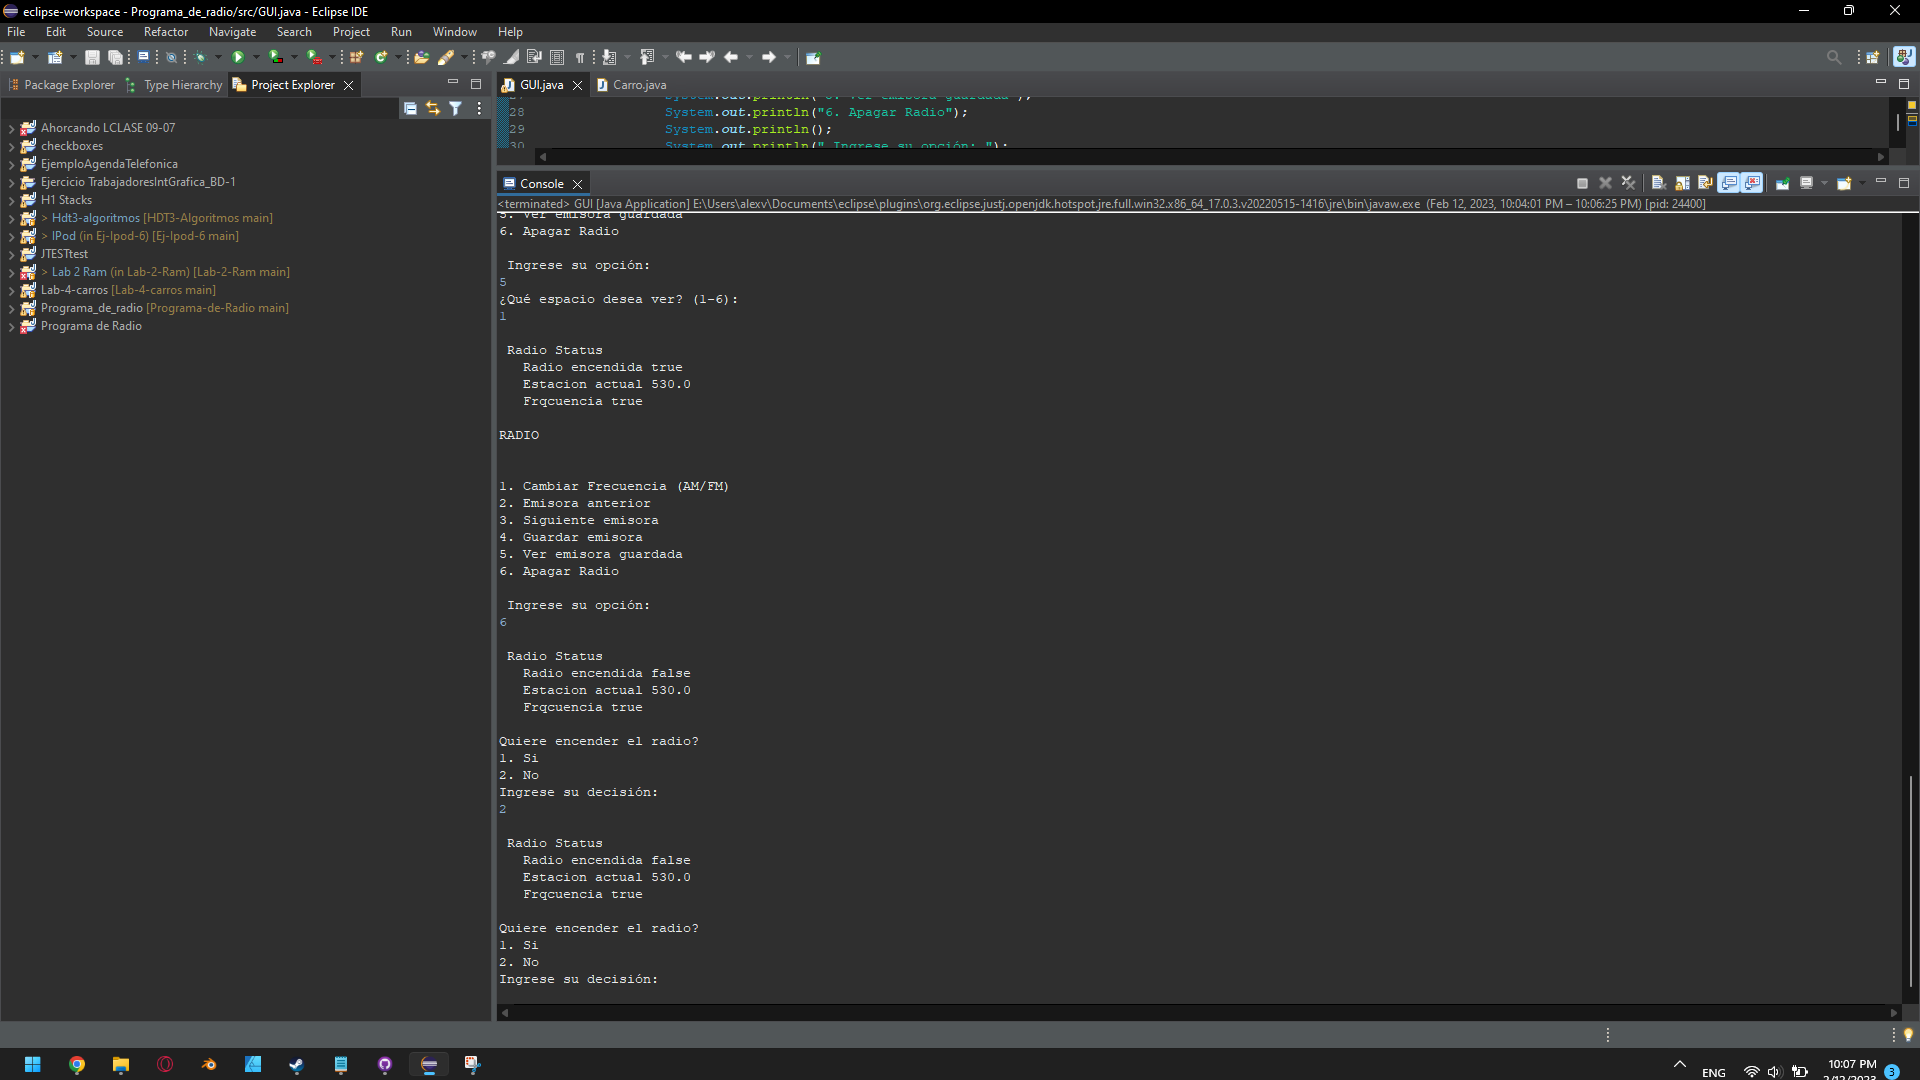 eclipse-workspace - Programa_de_radio/src/GUI.java - Eclipse IDE
File Edit Source Refactor Navigate Search Project Run Window Help
Package Explorer Type Hierarchy Project Explorer
GUI.java Carro.java
Ahorcando LCLASE 09-07
checkboxes
EjemploAgendaTelefonica
Ejercicio TrabajadoresIntGrafica_BD-1
H1 Stacks
> Hdt3-algoritmos [HDT3-Algoritmos main]
> IPod (in Ej-Ipod-6) [Ej-Ipod-6 main]
JTESTtest
> Lab 2 Ram (in Lab-2-Ram) [Lab-2-Ram main]
Lab-4-carros [Lab-4-carros main]
Programa_de_radio [Programa-de-Radio main]
Programa de Radio
28 System.out.println("6. Apagar Radio");
29 System.out.println();
30 System.out.println(" Ingrese su opción: ");
Console
<terminated> GUI [Java Application] E:\Users\alexv\Documents\eclipse\plugins\org.eclipse.justj.openjdk.hotspot.jre.full.win32.x86_64_17.0.3.v20220515-1416\jre\bin\javaw.exe (Feb 12, 2023, 10:04:01 PM – 10:06:25 PM) [pid: 24400]
5. Ver emisora guardada
6. Apagar Radio
Ingrese su opción:
5
¿Qué espacio desea ver? (1-6):
1
Radio Status
Radio encendida true
Estacion actual 530.0
Frqcuencia true
RADIO
1. Cambiar Frecuencia (AM/FM)
2. Emisora anterior
3. Siguiente emisora
4. Guardar emisora
5. Ver emisora guardada
6. Apagar Radio
Ingrese su opción:
6
Radio Status
Radio encendida false
Estacion actual 530.0
Frqcuencia true
Quiere encender el radio?
1. Si
2. No
Ingrese su decisión:
2
Radio Status
Radio encendida false
Estacion actual 530.0
Frqcuencia true
Quiere encender el radio?
1. Si
2. No
Ingrese su decisión:
ENG
10:07 PM
2/12/2023
3